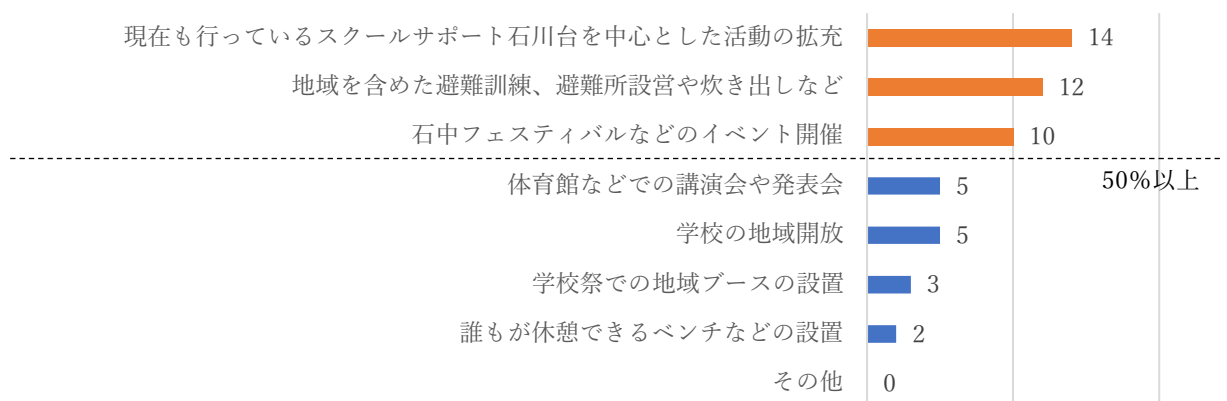 現在も行っているスクールサポート石川台を中心とした活動の拡充 14
地域を含めた避難訓練、避難所設営や炊き出しなど 12
石中フェスティバルなどのイベント開催 10
体育館などでの講演会や発表会 5 50%以上
学校の地域開放 5
学校祭での地域ブースの設置 3
誰もが休憩できるベンチなどの設置 2
その他 0